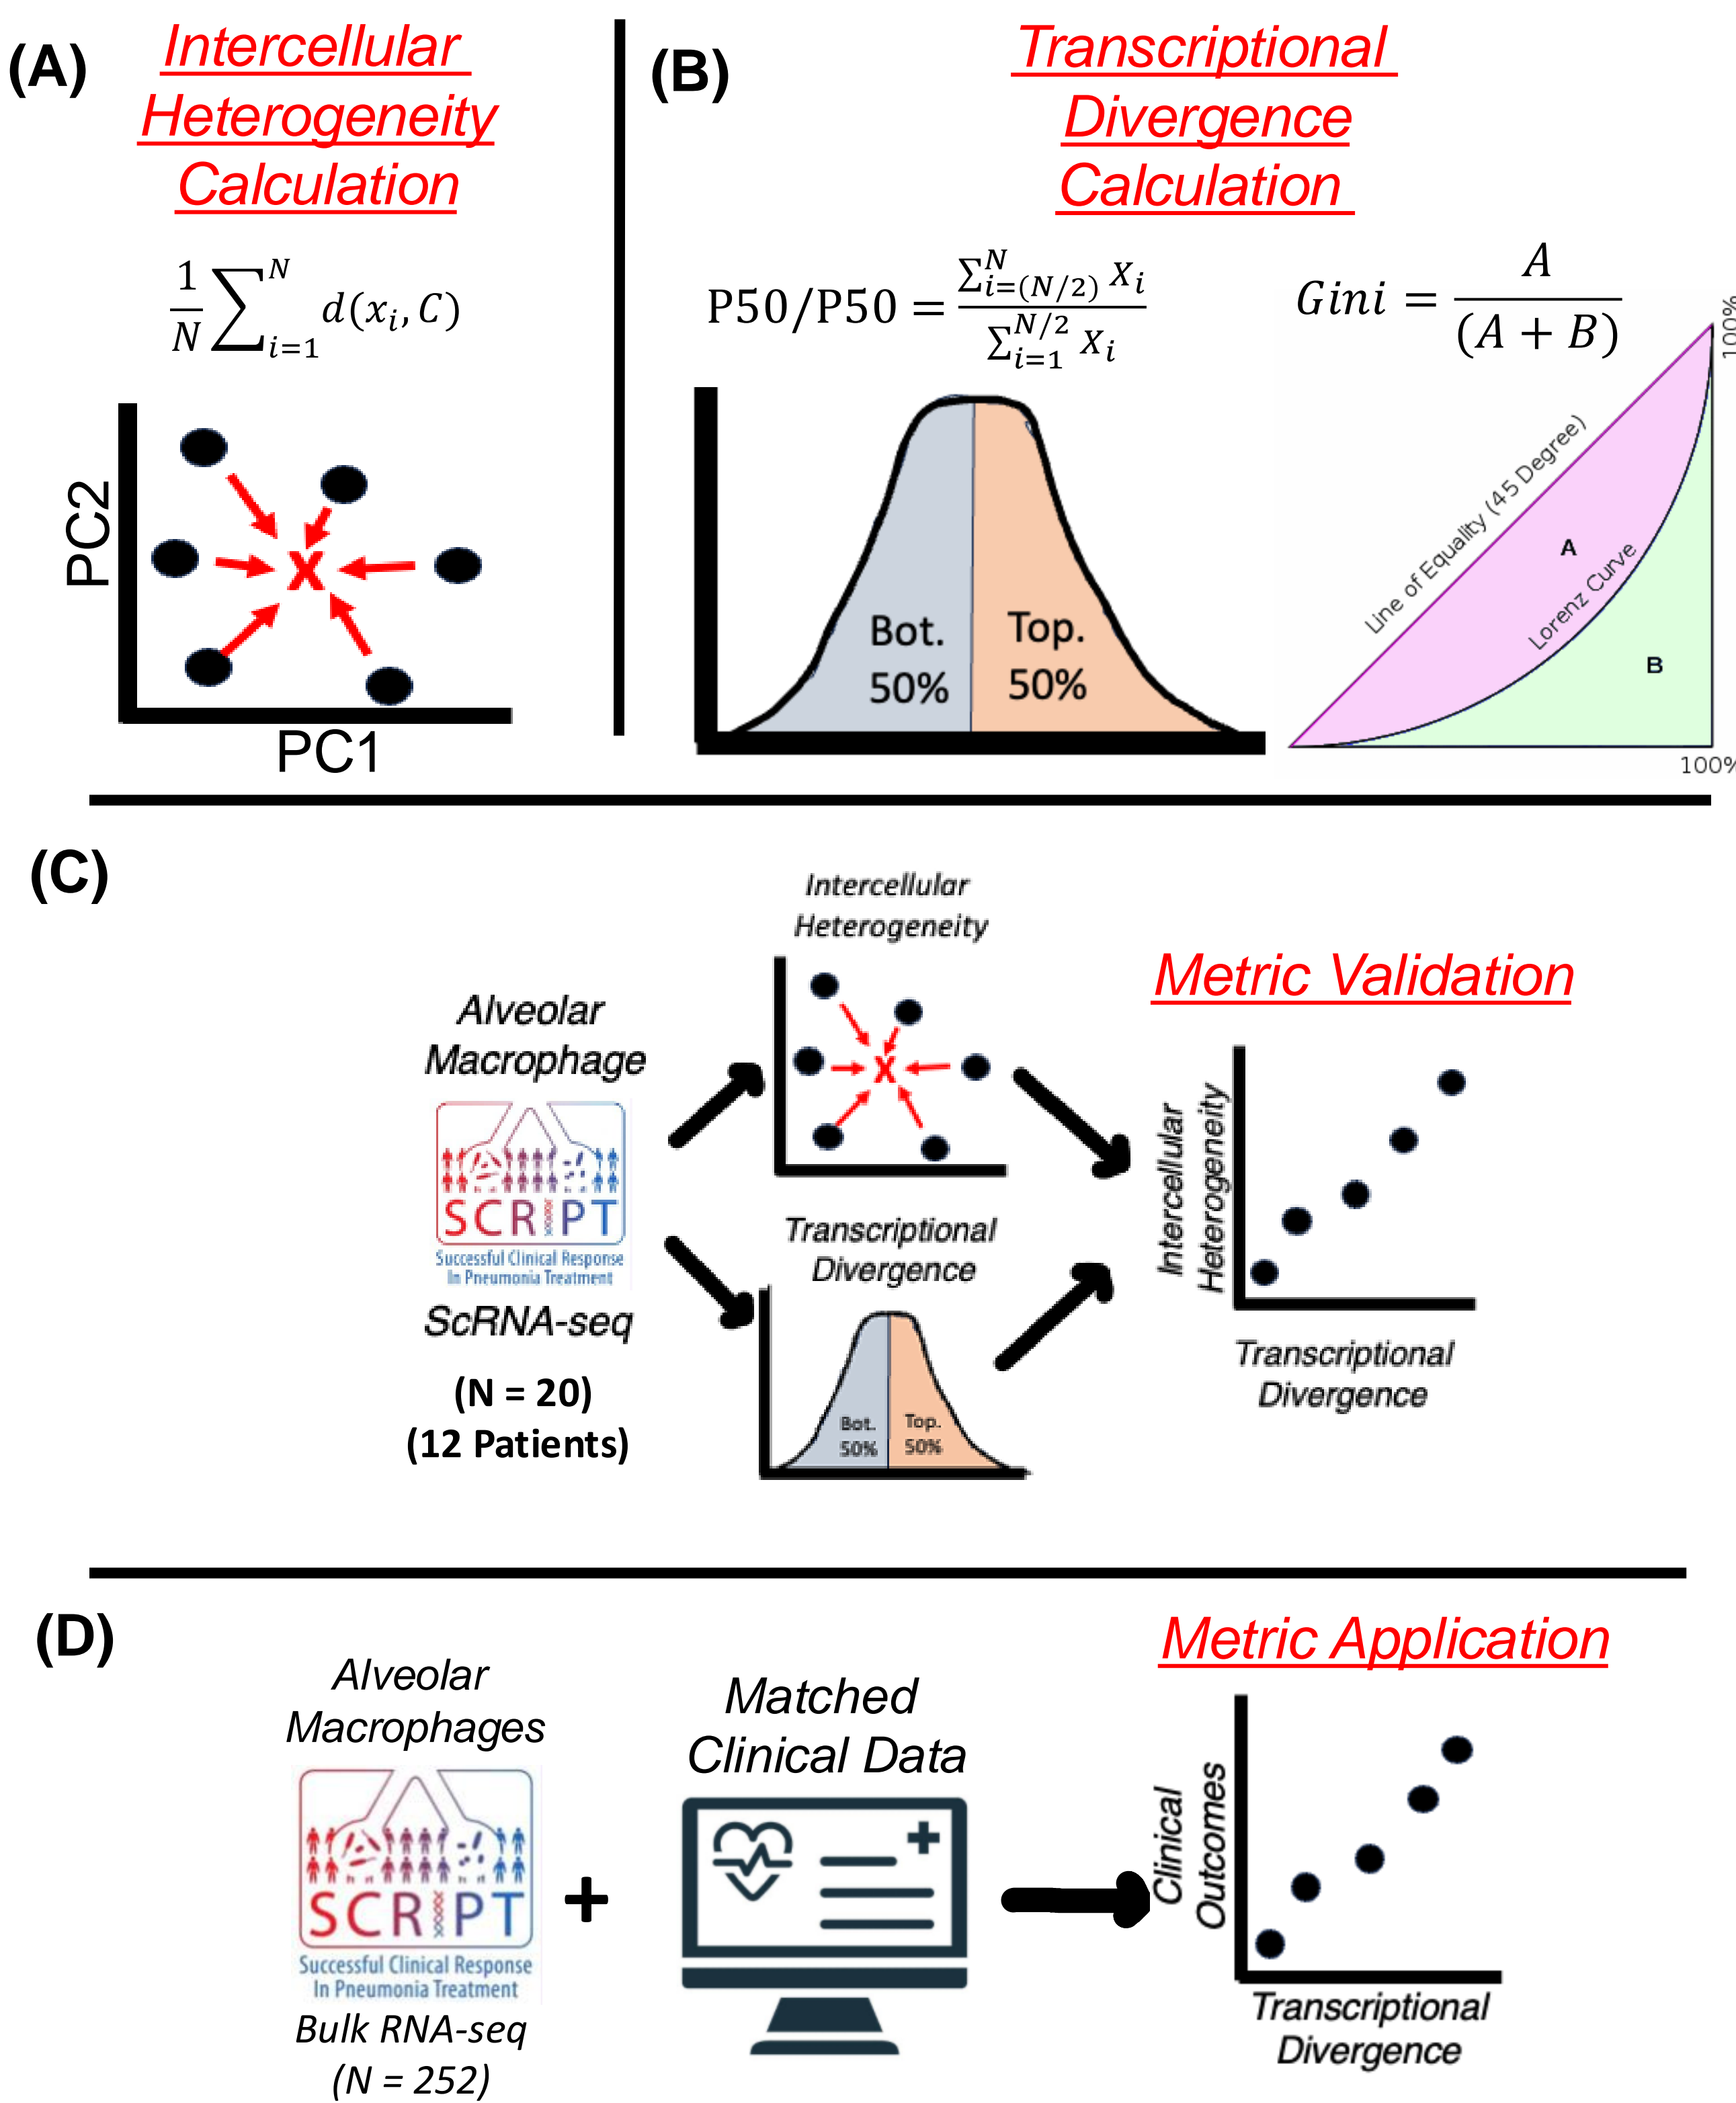 (A)
Intercellular
Heterogeneity
Calculation
1/N ∑_{i=1}^{N} d(x_i, C)
PC2
X
PC1
(B)
Transcriptional
Divergence
Calculation
P50/P50 = ∑_{i=(N/2)}^{N} X_i / ∑_{i=1}^{N/2} X_i
Gini = A / (A + B)
Bot.
50%
Top.
50%
Line of Equality (45 Degree)
Lorenz Curve
A
B
100%
100%
(C)
Alveolar
Macrophage
SCRIPT
Successful Clinical Response
In Pneumonia Treatment
ScRNA-seq
(N = 20)
(12 Patients)
Intercellular
Heterogeneity
X
Transcriptional
Divergence
Bot.
50%
Top.
50%
Metric Validation
Intercellular
Heterogeneity
Transcriptional
Divergence
(D)
Alveolar
Macrophages
SCRIPT
Successful Clinical Response
In Pneumonia Treatment
Bulk RNA-seq
(N = 252)
+
Matched
Clinical Data
Metric Application
Clinical
Outcomes
Transcriptional
Divergence